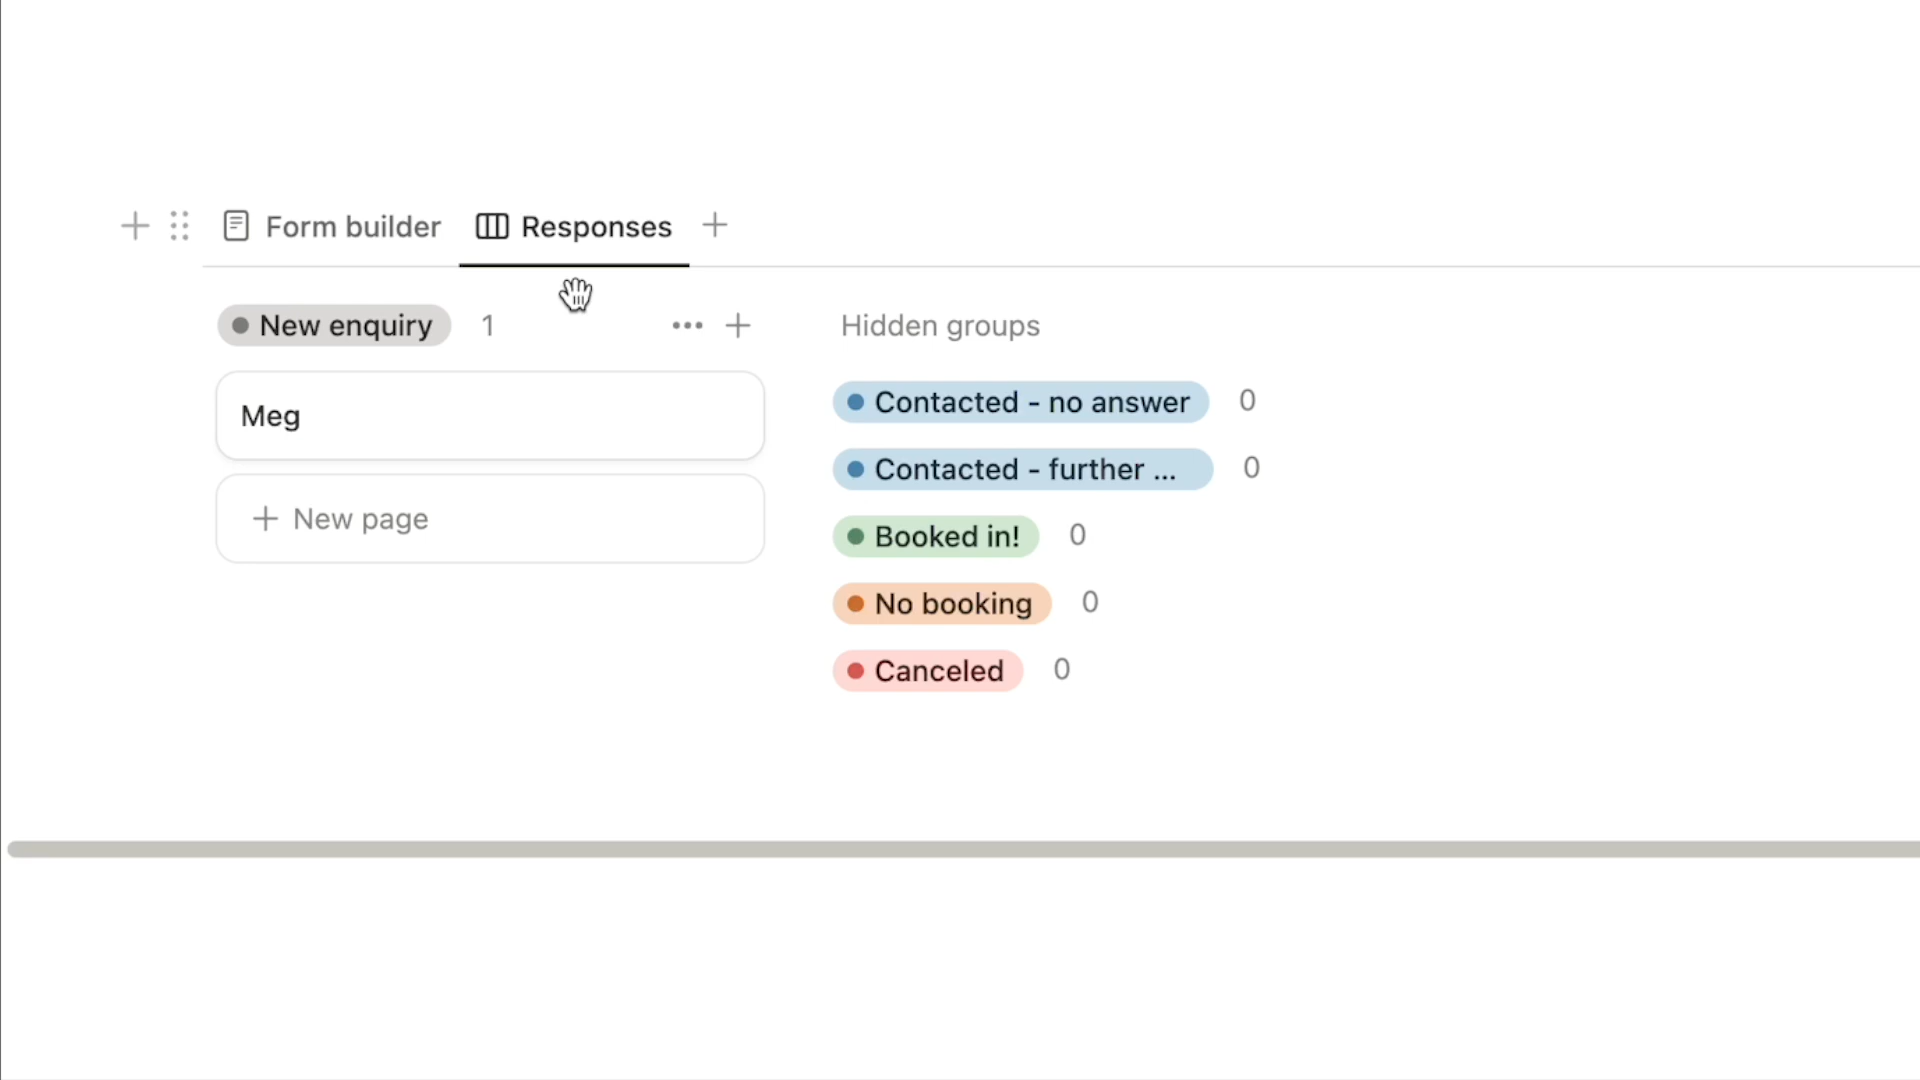 Form builder
Responses
New enquiry 1
Meg
New page
Hidden groups
Contacted - no answer 0
Contacted - further ... 0
Booked in! 0
No booking 0
Canceled 0